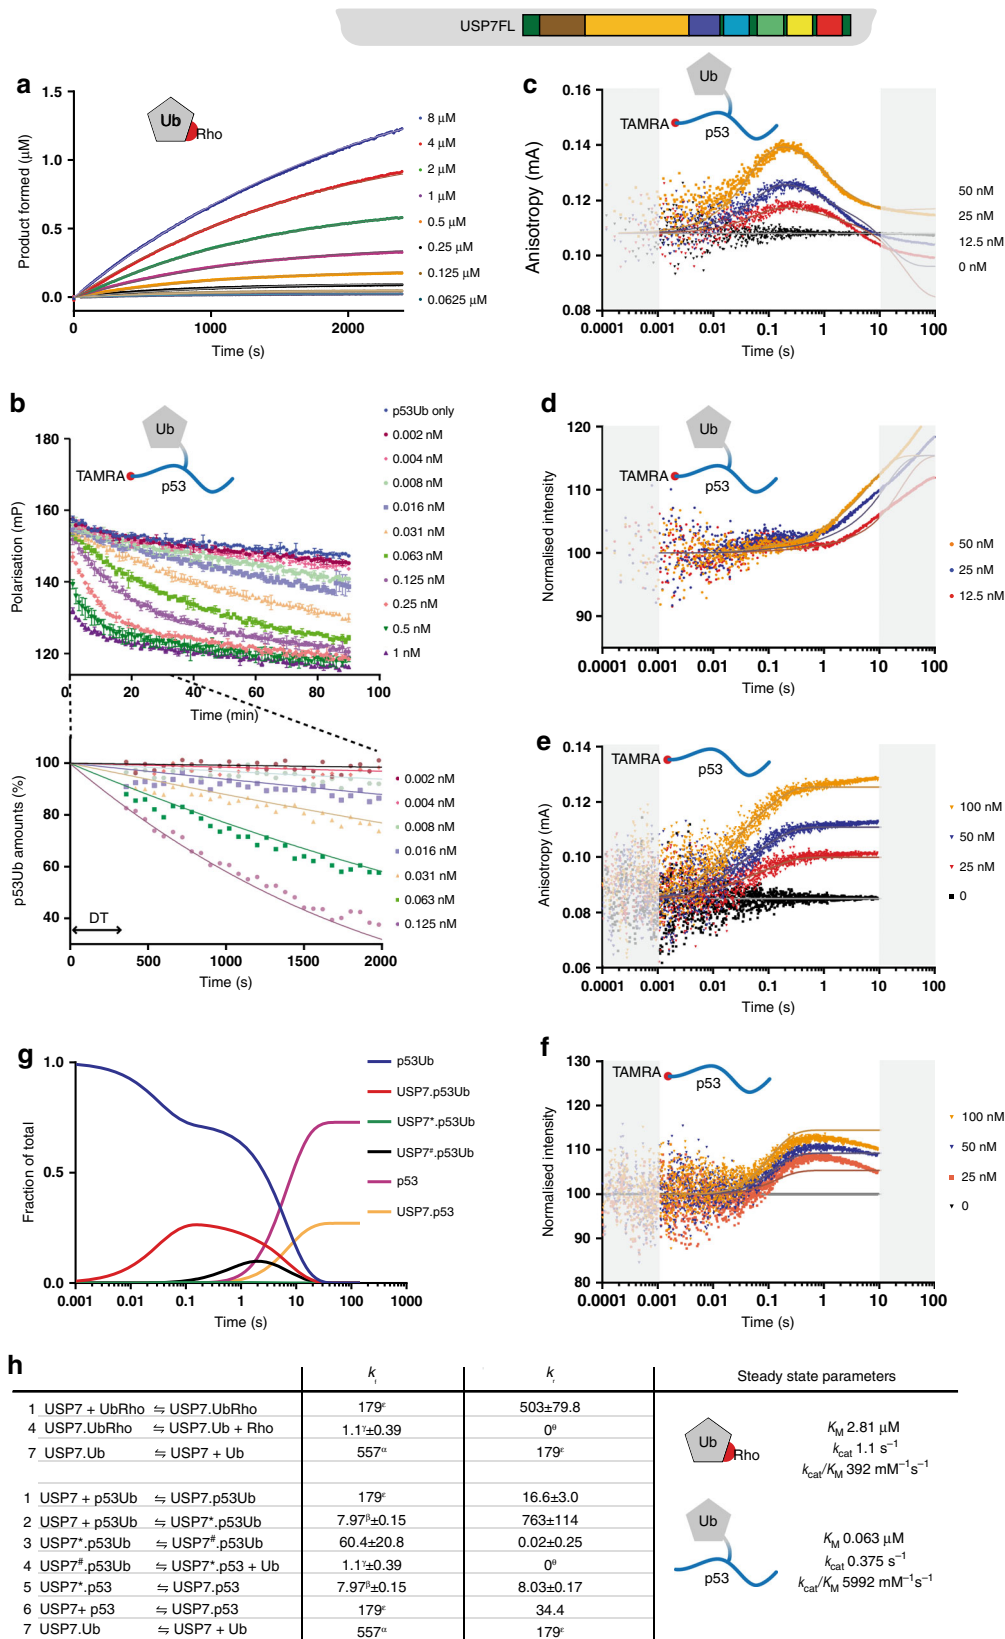 USP7FL
a
Product formed (µM)
1.5
1.0
0.5
0.0
0
1000
2000
Time (s)
Ub
Rho
8 µM
4 µM
2 µM
1 µM
0.5 µM
0.25 µM
0.125 µM
0.0625 µM
c
Ub
TAMRA
p53
Anisotropy (mA)
0.16
0.14
0.12
0.10
0.08
0.0001 0.001 0.01 0.1 1 10 100
Time (s)
50 nM
25 nM
12.5 nM
0 nM
b
Ub
TAMRA
p53
Polarisation (mP)
180
160
140
120
0 20 40 60 80 100
Time (min)
p53Ub only
0.002 nM
0.004 nM
0.008 nM
0.016 nM
0.031 nM
0.063 nM
0.125 nM
0.25 nM
0.5 nM
1 nM
p53Ub amounts (%)
100
80
60
40
DT
0 500 1000 1500 2000
Time (s)
0.002 nM
0.004 nM
0.008 nM
0.016 nM
0.031 nM
0.063 nM
0.125 nM
d
Ub
TAMRA
p53
Normalised intensity
120
110
100
90
0.0001 0.001 0.01 0.1 1 10 100
Time (s)
50 nM
25 nM
12.5 nM
e
TAMRA
p53
Anisotropy (mA)
0.14
0.12
0.10
0.08
0.06
0.0001 0.001 0.01 0.1 1 10 100
Time (s)
100 nM
50 nM
25 nM
0
g
Fraction of total
1.0
0.5
0.0
0.001 0.01 0.1 1 10 100 1000
Time (s)
p53Ub
USP7.p53Ub
USP7*.p53Ub
USP7#.p53Ub
p53
USP7.p53
f
TAMRA
p53
Normalised intensity
130
120
110
100
90
80
0.0001 0.001 0.01 0.1 1 10 100
Time (s)
100 nM
50 nM
25 nM
0
h
k
k
Steady state parameters
1 USP7 + UbRho ⇋ USP7.UbRho 179ε 503±79.8
4 USP7.UbRho ⇋ USP7.Ub + Rho 1.1γ±0.39 0θ
7 USP7.Ub ⇋ USP7 + Ub 557α 179ε
1 USP7 + p53Ub ⇋ USP7.p53Ub 179ε 16.6±3.0
2 USP7 + p53Ub ⇋ USP7*.p53Ub 7.97β±0.15 763±114
3 USP7*.p53Ub ⇋ USP7#.p53Ub 60.4±20.8 0.02±0.25
4 USP7#.p53Ub ⇋ USP7*.p53 + Ub 1.1γ±0.39 0θ
5 USP7*.p53 ⇋ USP7.p53 7.97β±0.15 8.03±0.17
6 USP7+ p53 ⇋ USP7.p53 179ε 34.4
7 USP7.Ub ⇋ USP7 + Ub 557α 179ε
Ub
Rho
KM 2.81 µM
kcat 1.1 s−1
kcat/KM 392 mM−1s−1
Ub
p53
KM 0.063 µM
kcat 0.375 s−1
kcat/KM 5992 mM−1s−1